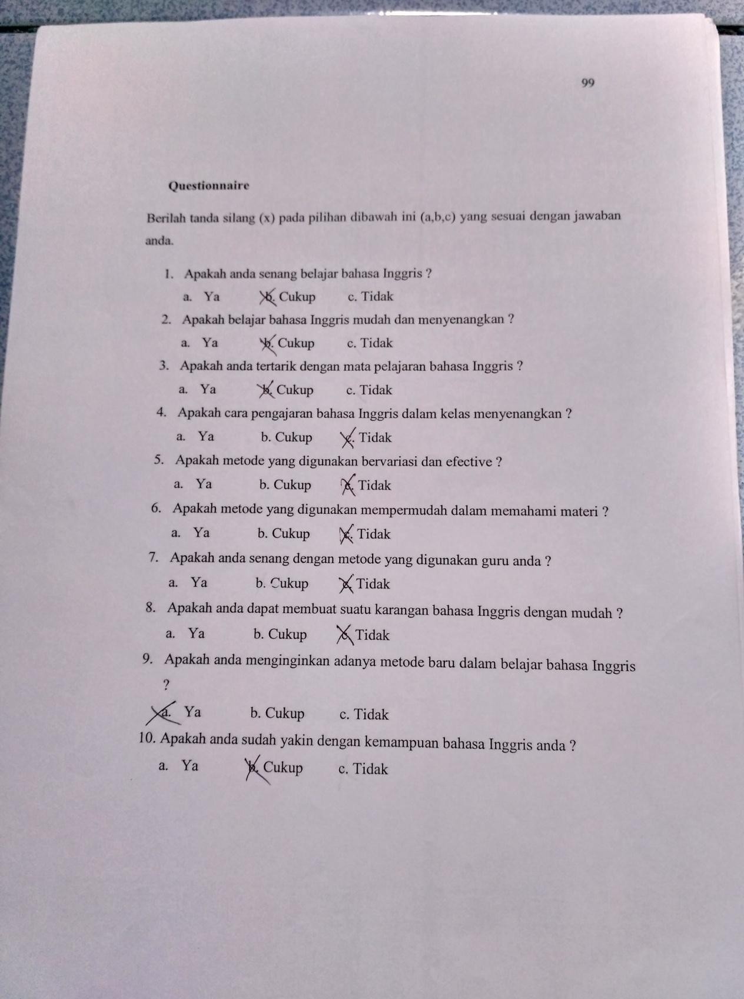 99
Questionnaire
Berilah tanda silang (x) pada pilihan dibawah ini (a,b,c) yang sesuai dengan jawaban
anda.
1. Apakah anda senang belajar bahasa Inggris ?
a. Ya b. Cukup c. Tidak
2. Apakah belajar bahasa Inggris mudah dan menyenangkan ?
a. Ya b. Cukup c. Tidak
3. Apakah anda tertarik dengan mata pelajaran bahasa Inggris ?
a. Ya b. Cukup c. Tidak
4. Apakah cara pengajaran bahasa Inggris dalam kelas menyenangkan ?
a. Ya b. Cukup c. Tidak
5. Apakah metode yang digunakan bervariasi dan efective ?
a. Ya b. Cukup c. Tidak
6. Apakah metode yang digunakan mempermudah dalam memahami materi ?
a. Ya b. Cukup c. Tidak
7. Apakah anda senang dengan metode yang digunakan guru anda ?
a. Ya b. Cukup c. Tidak
8. Apakah anda dapat membuat suatu karangan bahasa Inggris dengan mudah ?
a. Ya b. Cukup c. Tidak
9. Apakah anda menginginkan adanya metode baru dalam belajar bahasa Inggris
?
a. Ya b. Cukup c. Tidak
10. Apakah anda sudah yakin dengan kemampuan bahasa Inggris anda ?
a. Ya b. Cukup c. Tidak